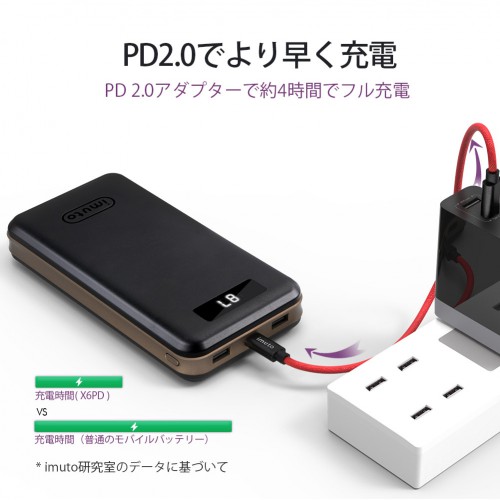 PD2.0でより早く充電
PD 2.0アダプターで約4時間でフル充電
imuto
87
imuto
充電時間( X6PD )
VS
充電時間（普通のモバイルバッテリー）
* imuto研究室のデータに基づいて